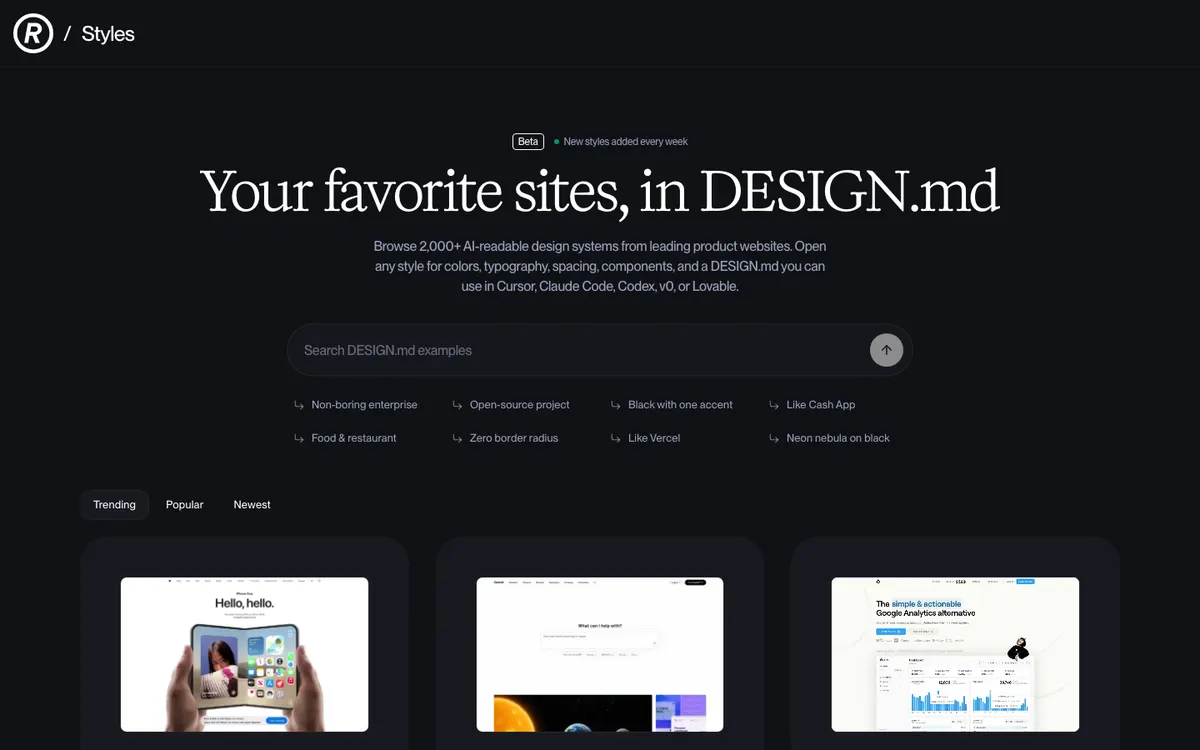 R / Styles
Beta
New styles added every week
Your favorite sites, in DESIGN.md
Browse 2,000+ AI-readable design systems from leading product websites. Open
any style for colors, typography, spacing, components, and a DESIGN.md you can
use in Cursor, Claude Code, Codex, v0, or Lovable.
Search DESIGN.md examples
Non-boring enterprise
Open-source project
Black with one accent
Like Cash App
Food & restaurant
Zero border radius
Like Vercel
Neon nebula on black
Trending
Popular
Newest
Hello, hello.
What can I help with?
The simple & actionable
Google Analytics alternative